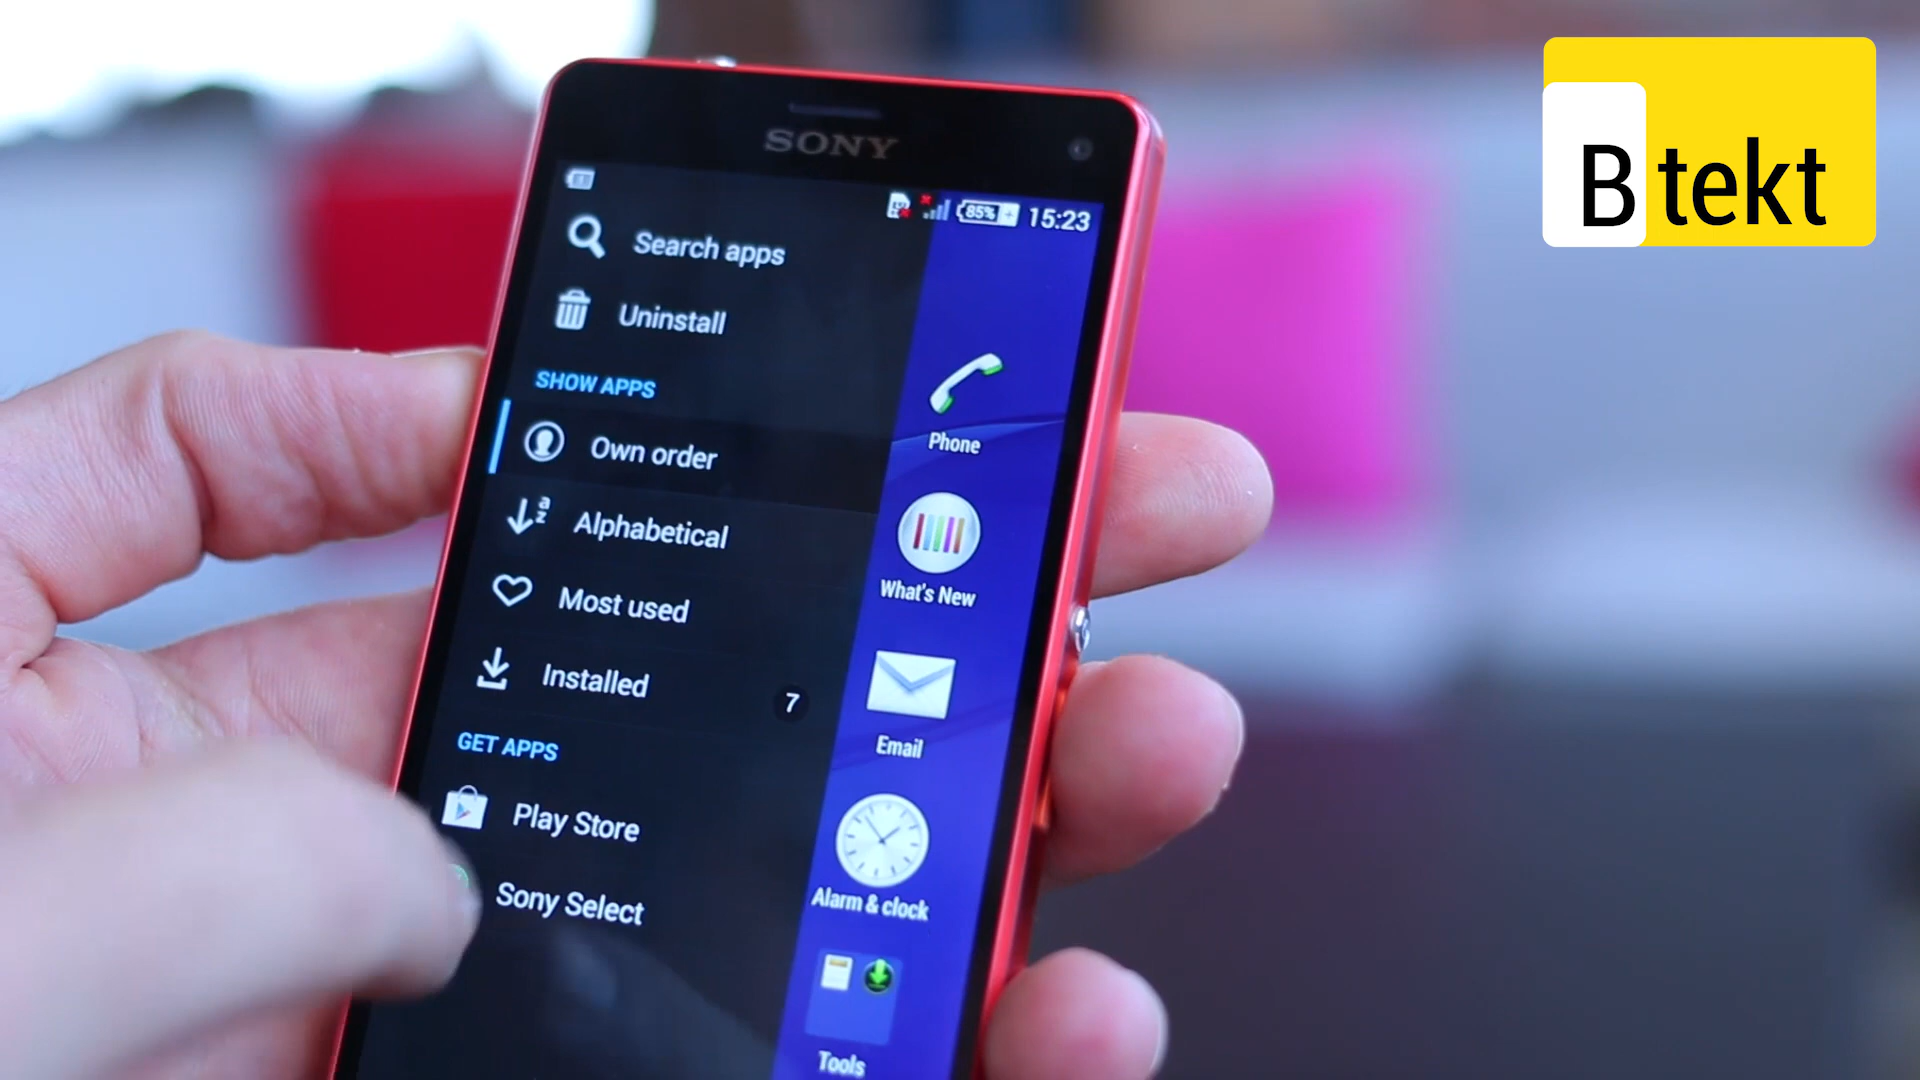 SONY
85%
15:23
Search apps
Uninstall
SHOW APPS
Own order
Alphabetical
Most used
Installed
7
GET APPS
Play Store
Sony Select
Phone
What's New
Email
Alarm & clock
Tools
B tekt